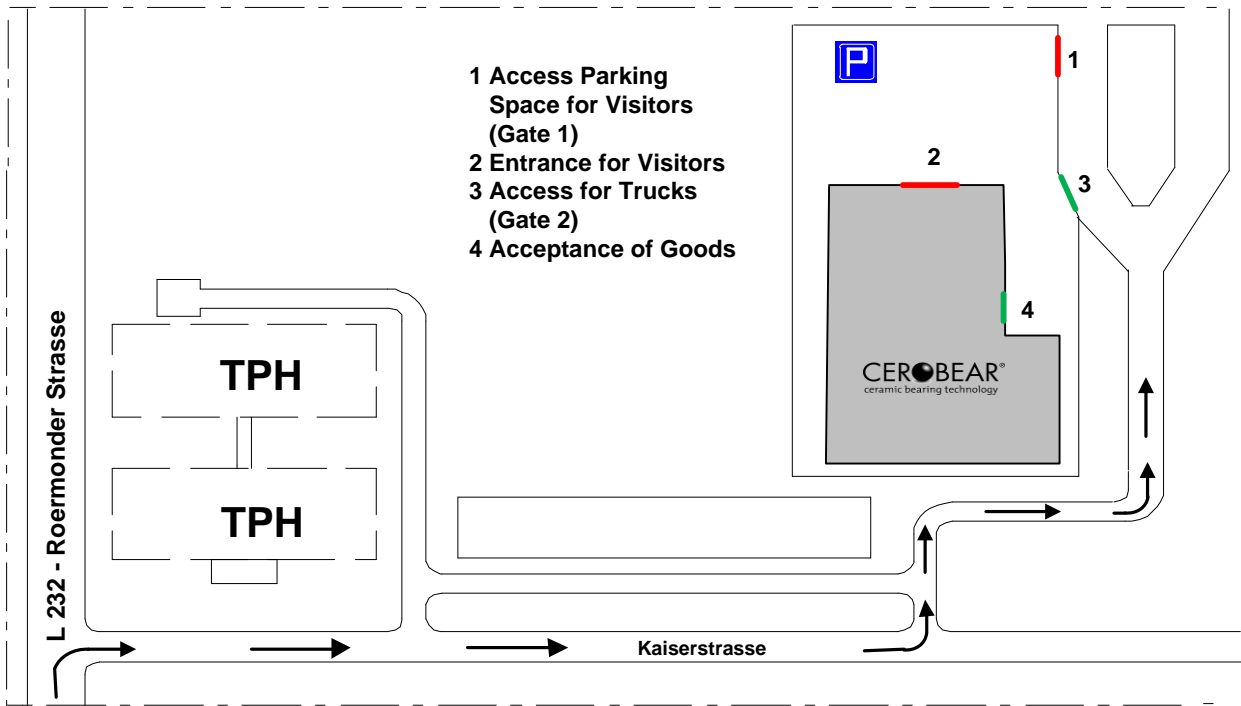 P
1
1 Access Parking
Space for Visitors
(Gate 1)
2 Entrance for Visitors
3 Access for Trucks
(Gate 2)
4 Acceptance of Goods
2
3
4
CEROBEAR®
ceramic bearing technology
TPH
TPH
L 232 - Roermonder Strasse
Kaiserstrasse